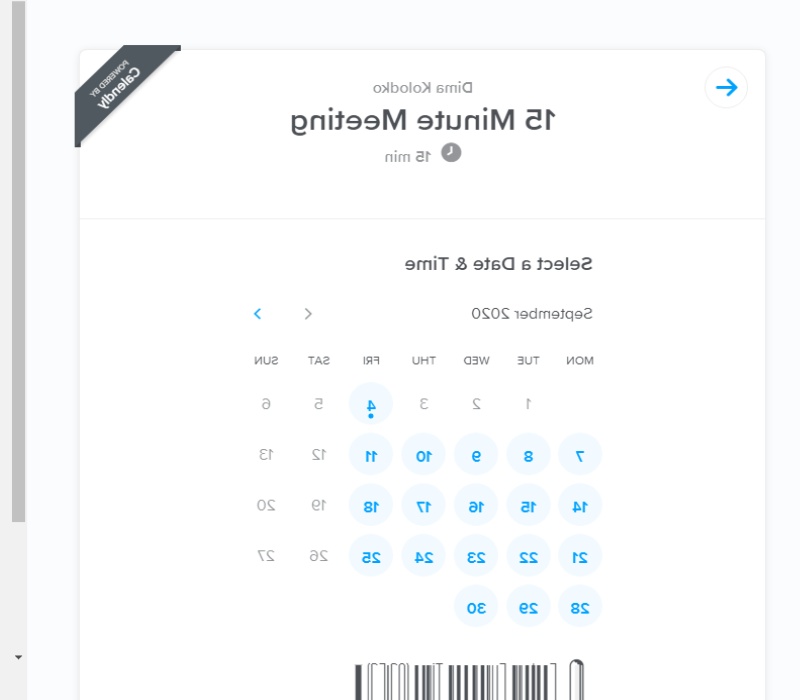 POWERED BY
Calendly
Dima Kolodko
15 Minute Meeting
15 min
Select a Date & Time
September 2020
MON TUE WED THU FRI SAT SUN
1 2 3 4 5 6
7 8 9 10 11 12 13
14 15 16 17 18 19 20
21 22 23 24 25 26 27
28 29 30